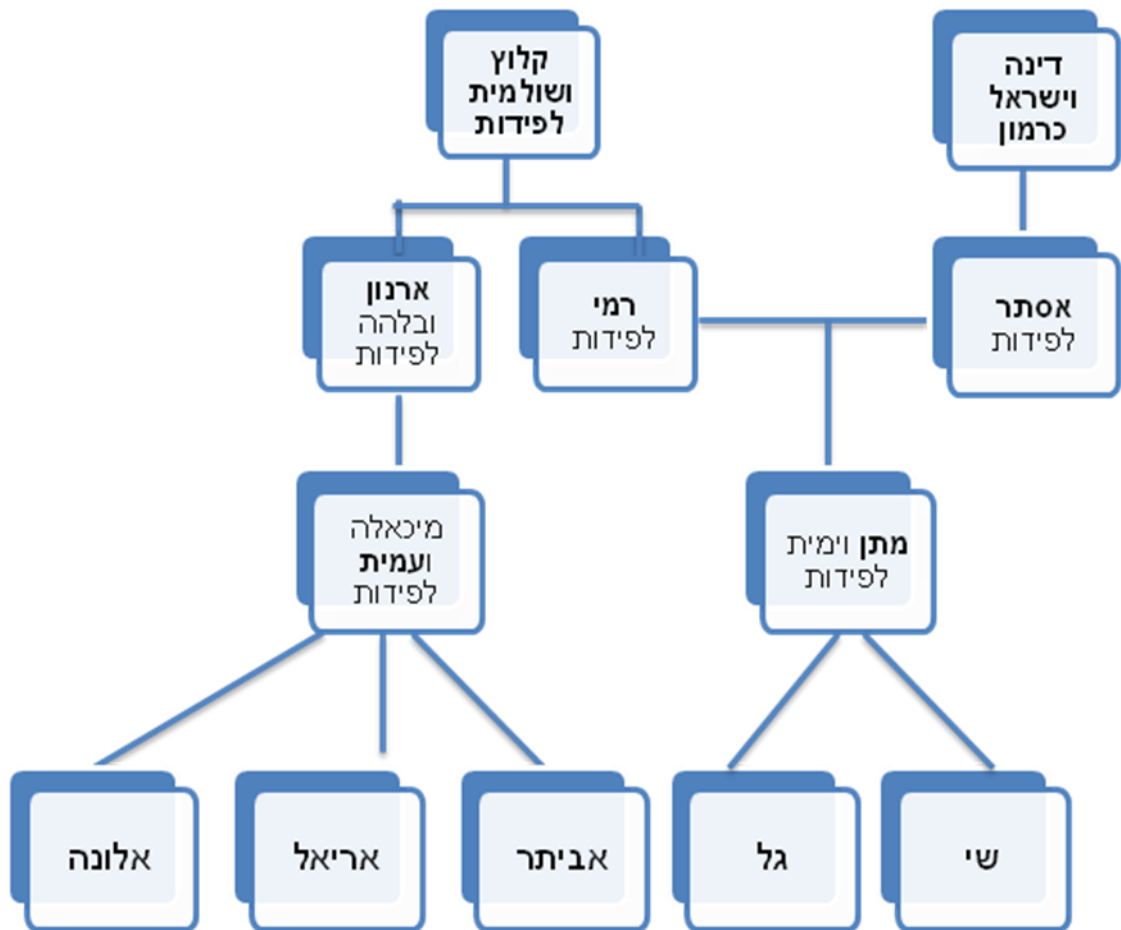 דינה
וישראל
כרמון
קלוץ
ושולמית
לפידות
אסתר
לפידות
רמי
לפידות
ארנון
ובלהה
לפידות
מתן וימית
לפידות
מיכאלה
ועמית
לפידות
שי
גל
אביתר
אריאל
אלונה